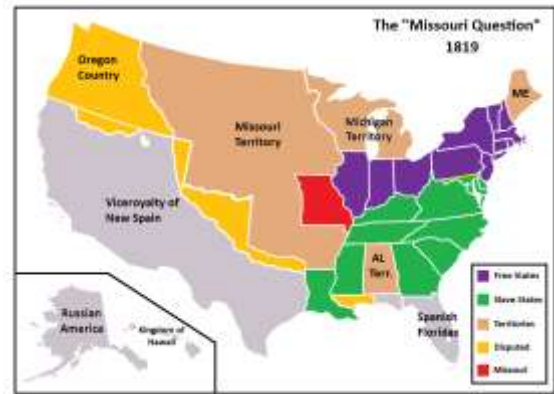 The "Missouri Question"
1819
Oregon
Country
ME
Michigan
Territory
Missouri
Territory
Viceroyalty of
New Spain
AL
Terr.
Spanish
Floridas
Russian
America
Kingdom of
Hawaii
Free States
Slave States
Territories
Disputed
Missouri